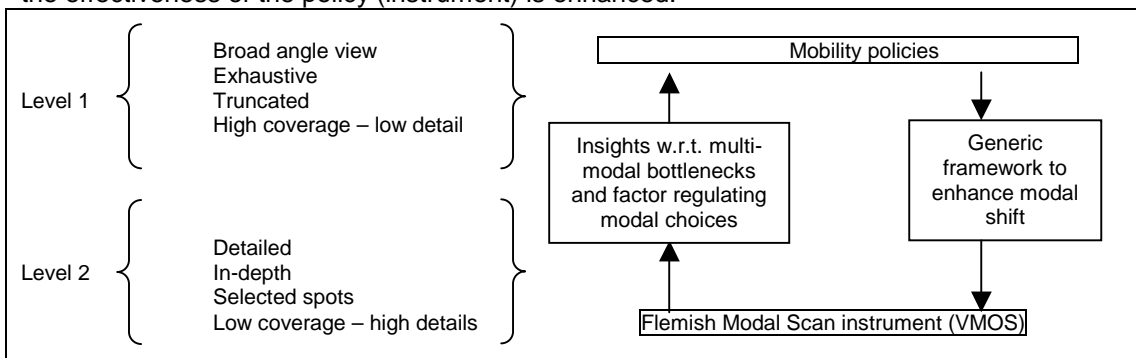 the effectiveness of the policy (instrument) is enhanced.
Level 1
Broad angle view
Exhaustive
Truncated
High coverage – low detail
Level 2
Detailed
In-depth
Selected spots
Low coverage – high details
Mobility policies
Insights w.r.t. multi-
modal bottlenecks
and factor regulating
modal choices
Generic
framework to
enhance modal
shift
Flemish Modal Scan instrument (VMOS)